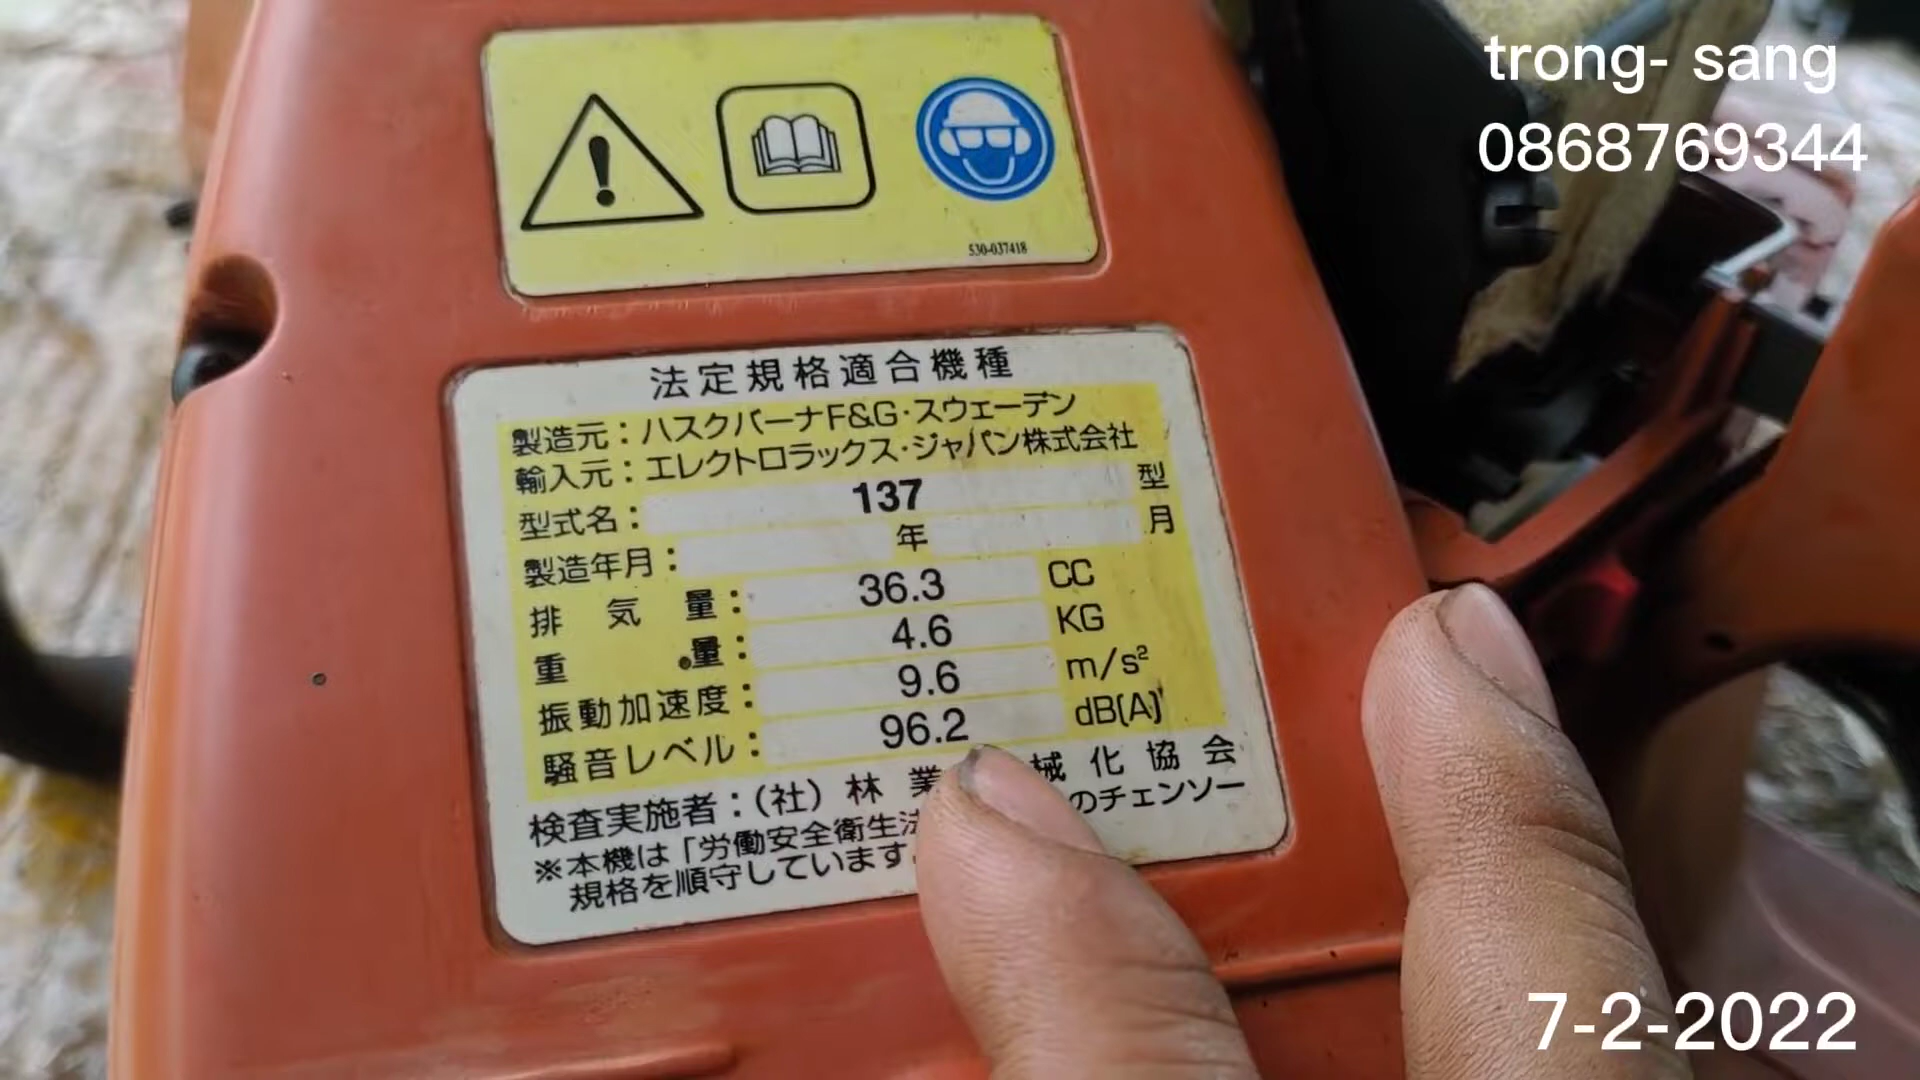 trong- sang
0868769344
530-037418
法定規格適合機種
製造元：ハスクバーナF&G・スウェーデン
輸入元：エレクトロラックス・ジャパン株式会社
型式名： 137 型
製造年月： 年 月
排気量： 36.3 CC
重量： 4.6 KG
振動加速度： 9.6 m/s²
騒音レベル： 96.2 dB(A)
検査実施者：(社) 林業 械化協会
※本機は「労働安全衛生法 のチェンソー
規格を順守しています。
7-2-2022